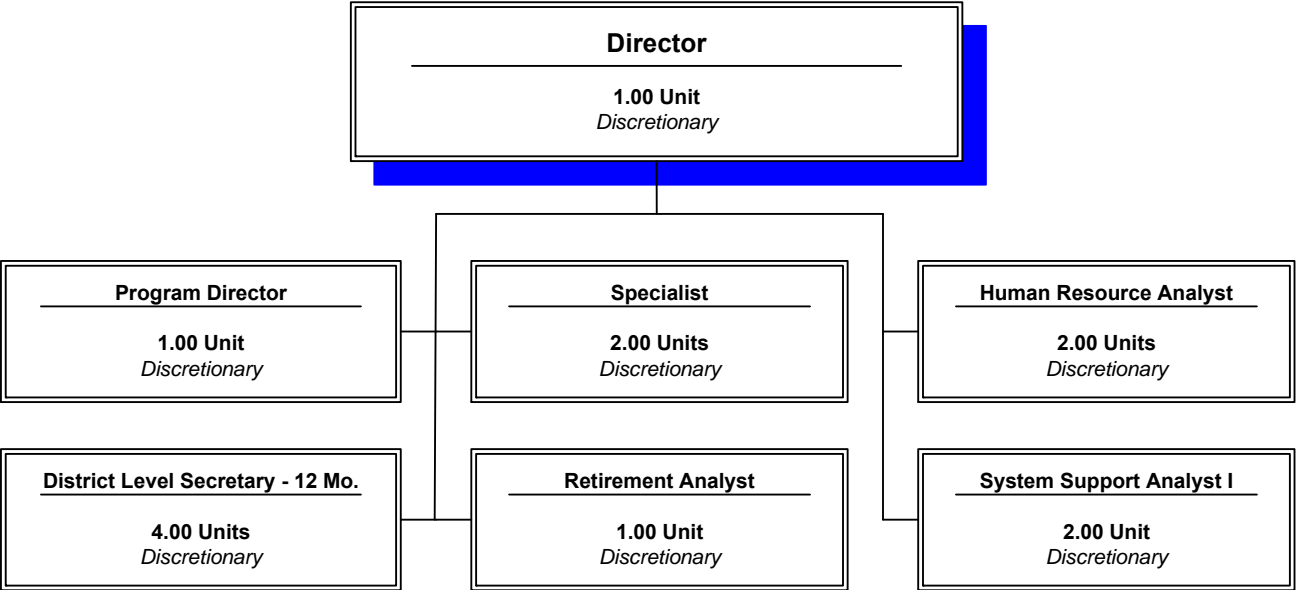 Director
1.00 Unit
Discretionary
Program Director
1.00 Unit
Discretionary
Specialist
2.00 Units
Discretionary
Human Resource Analyst
2.00 Units
Discretionary
District Level Secretary - 12 Mo.
4.00 Units
Discretionary
Retirement Analyst
1.00 Unit
Discretionary
System Support Analyst I
2.00 Unit
Discretionary